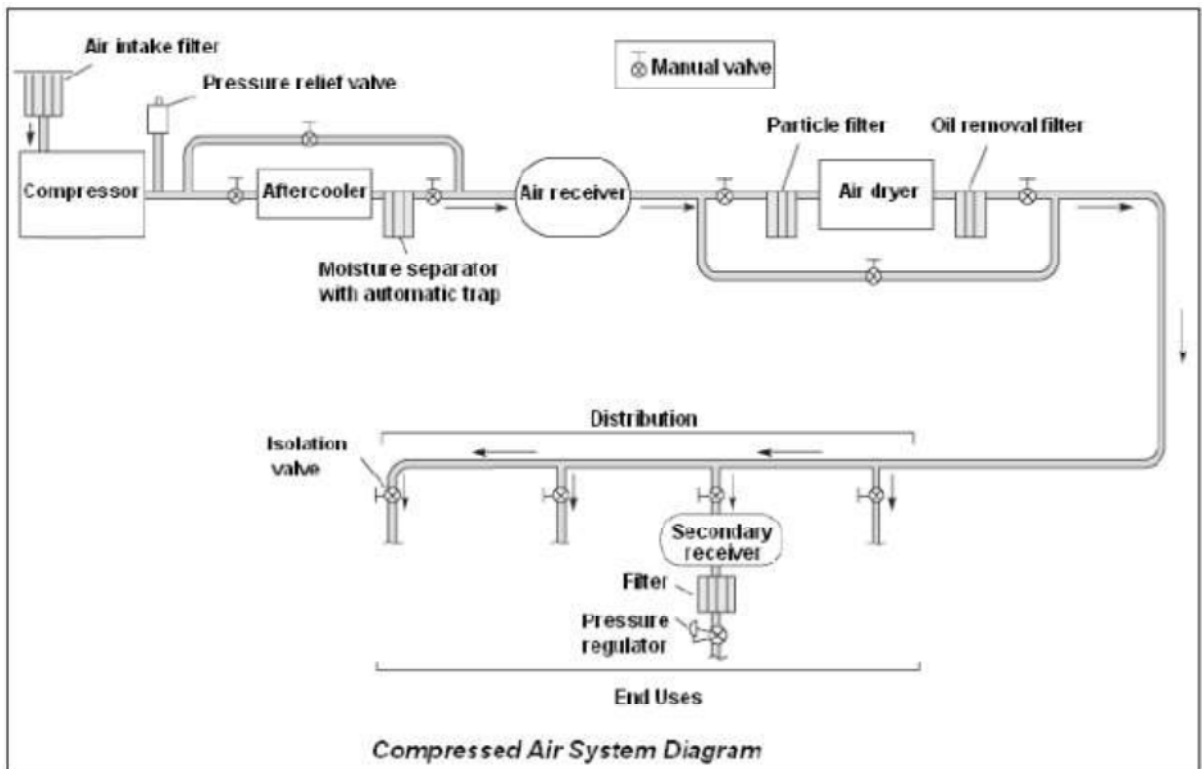 Air intake filter
Pressure relief valve
Manual valve
Particle filter
Oil removal filter
Compressor
Aftercooler
Air receiver
Air dryer
Moisture separator
with automatic trap
Distribution
Isolation
valve
Secondary
receiver
Filter
Pressure
regulator
End Uses
Compressed Air System Diagram